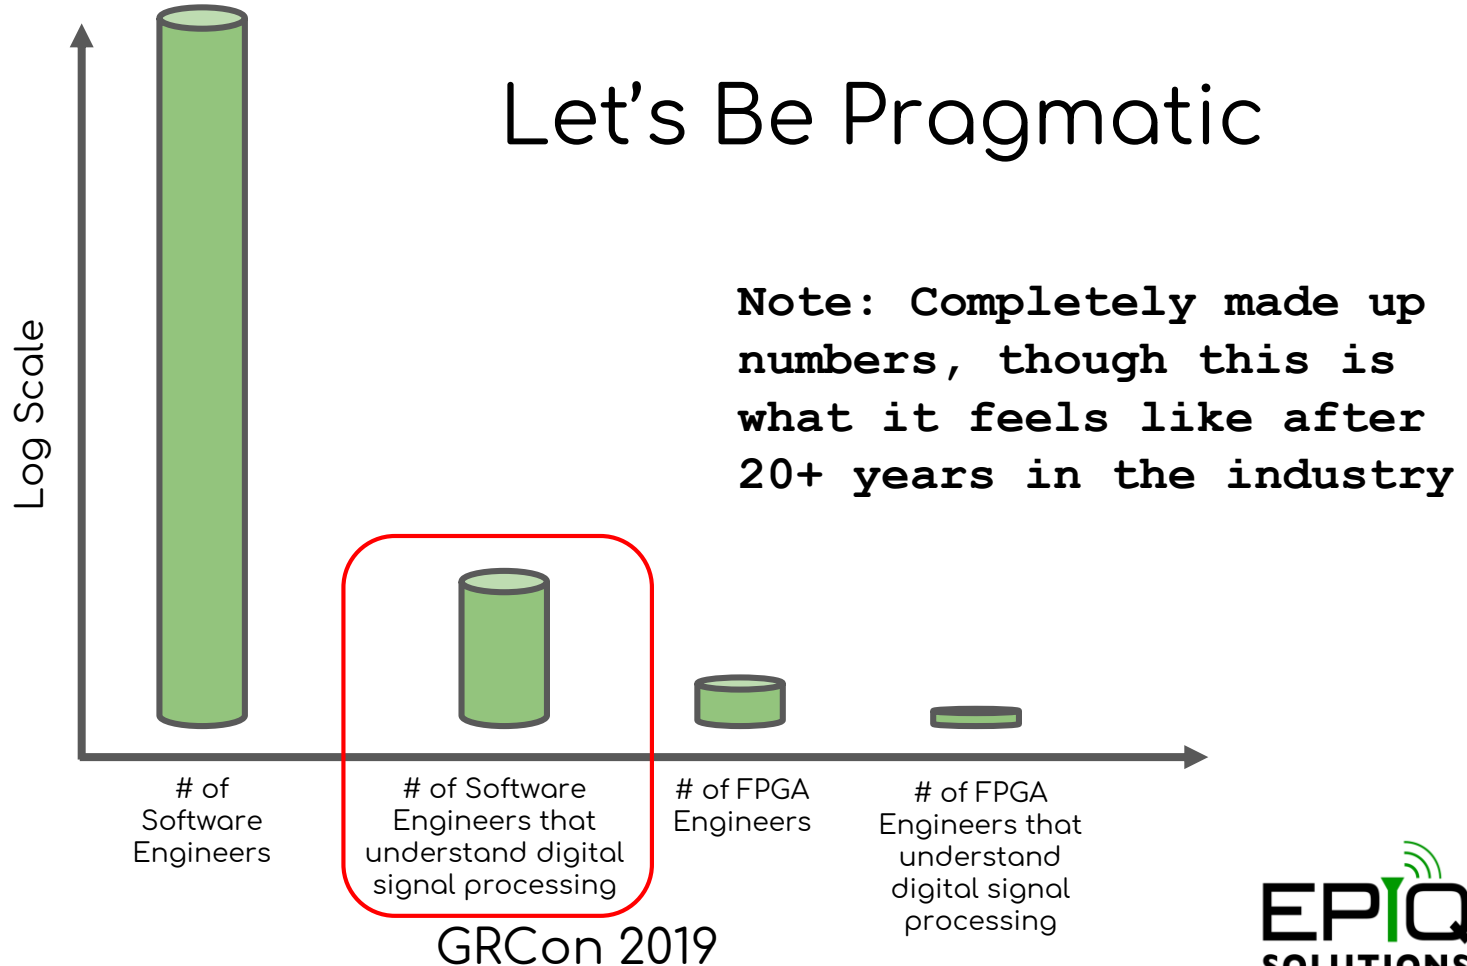 Let's Be Pragmatic
Note: Completely made up
numbers, though this is
what it feels like after
20+ years in the industry
Log Scale
# of
Software
Engineers
# of Software
Engineers that
understand digital
signal processing
# of FPGA
Engineers
# of FPGA
Engineers that
understand
digital signal
processing
GRCon 2019
EPIQ
SOLUTIONS